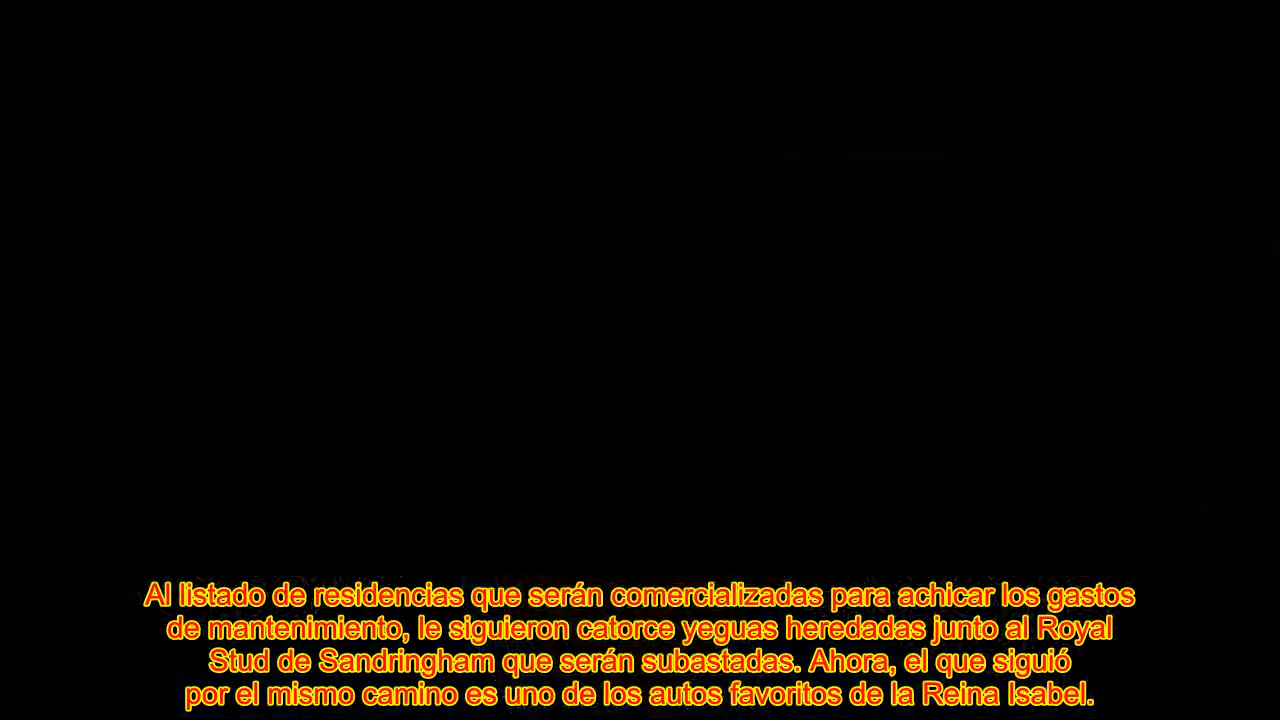 Al listado de residencias que serán comercializadas para achicar los gastos
de mantenimiento, le siguieron catorce yeguas heredadas junto al Royal
Stud de Sandringham que serán subastadas. Ahora, el que siguió
por el mismo camino es uno de los autos favoritos de la Reina Isabel.